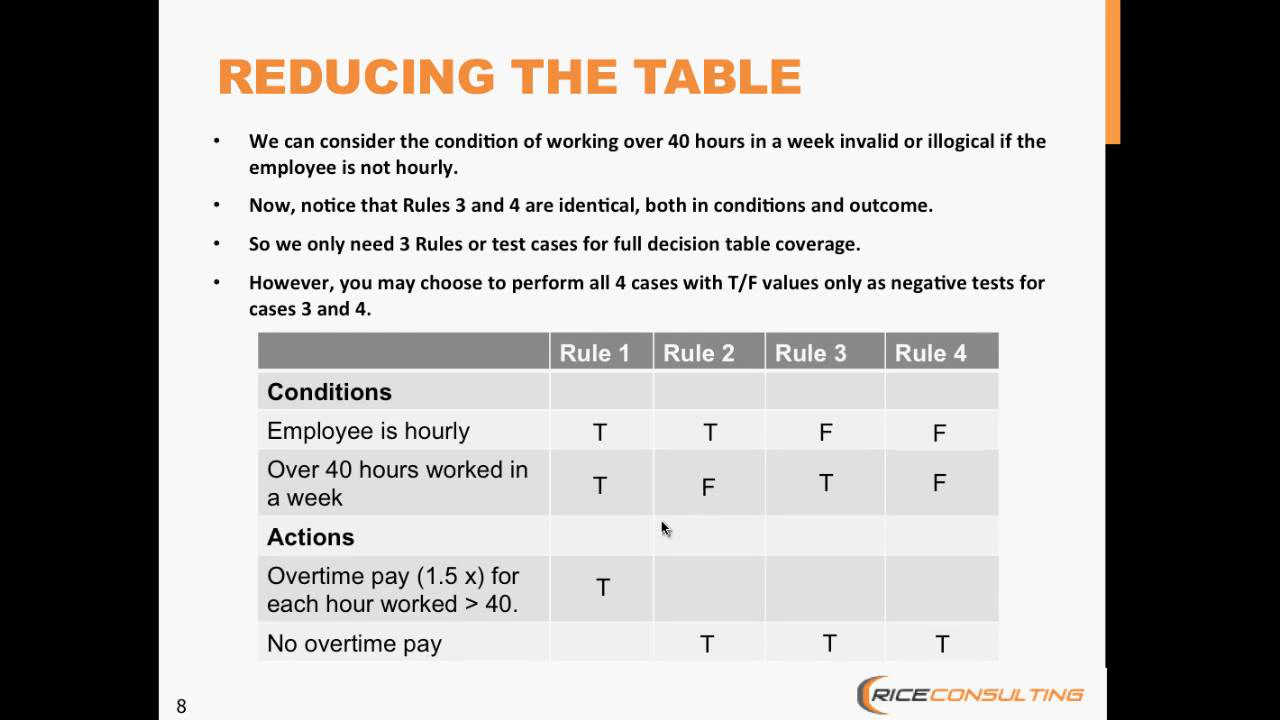 REDUCING THE TABLE
• We can consider the condition of working over 40 hours in a week invalid or illogical if the
employee is not hourly.
• Now, notice that Rules 3 and 4 are identical, both in conditions and outcome.
• So we only need 3 Rules or test cases for full decision table coverage.
• However, you may choose to perform all 4 cases with T/F values only as negative tests for
cases 3 and 4.
Rule 1 Rule 2 Rule 3 Rule 4
Conditions
Employee is hourly T T F F
Over 40 hours worked in
a week T F T F
Actions
Overtime pay (1.5 x) for
each hour worked > 40. T
No overtime pay T T T
RICECONSULTING
8